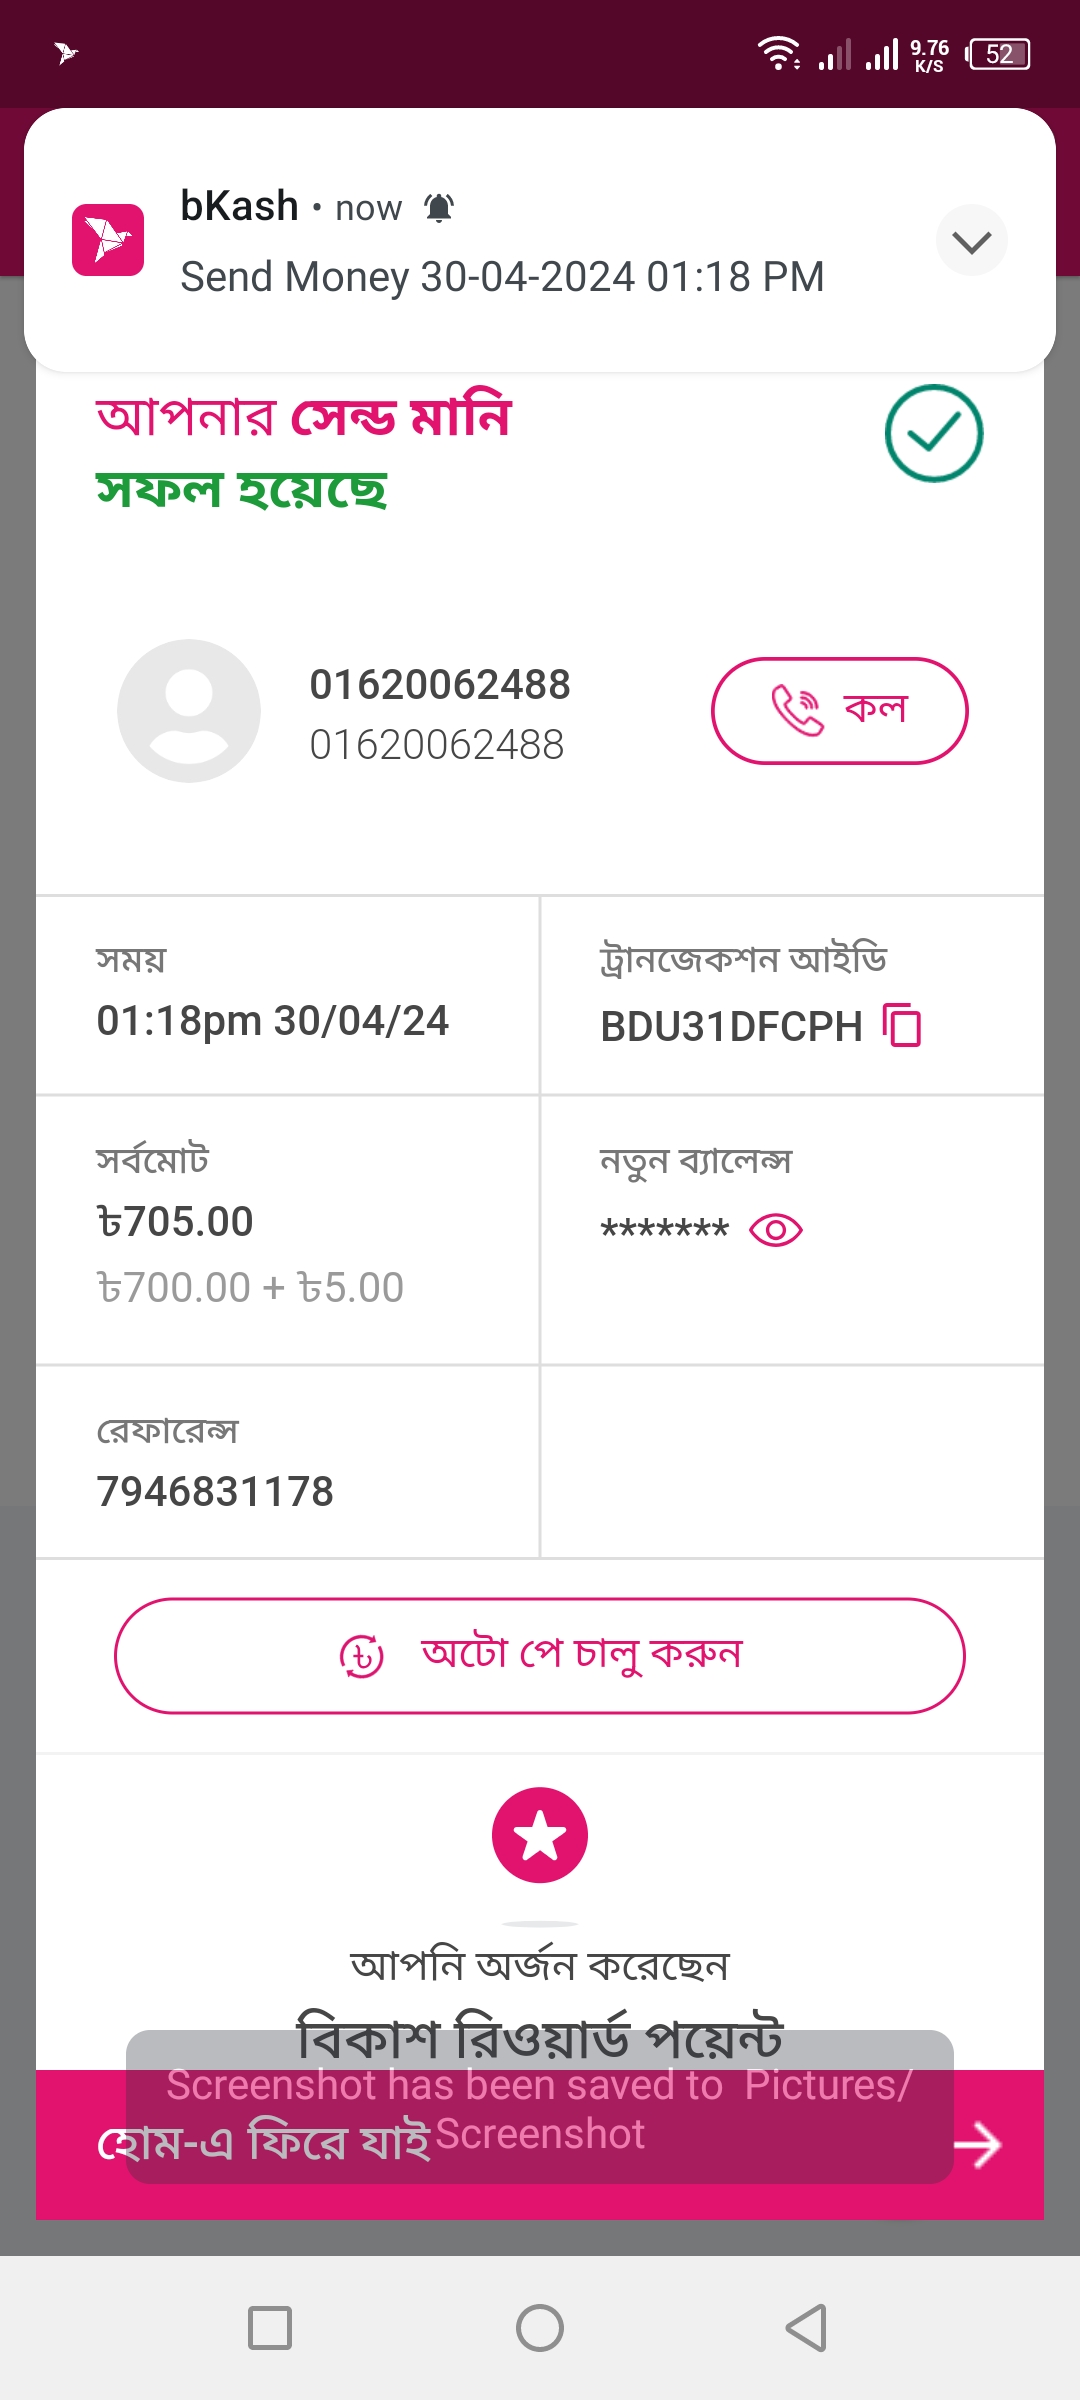 9.76
K/S
52
bKash • now
Send Money 30-04-2024 01:18 PM
আপনার সেন্ড মানি
সফল হয়েছে
01620062488
01620062488
কল
সময়
01:18pm 30/04/24
ট্রানজেকশন আইডি
BDU31DFCPH
সর্বমোট
৳705.00
৳700.00 + ৳5.00
নতুন ব্যালেন্স
*******
রেফারেন্স
7946831178
অটো পে চালু করুন
আপনি অর্জন করেছেন
বিকাশ রিওয়ার্ড পয়েন্ট
Screenshot has been saved to Pictures/
Screenshot
হোম-এ ফিরে যাই